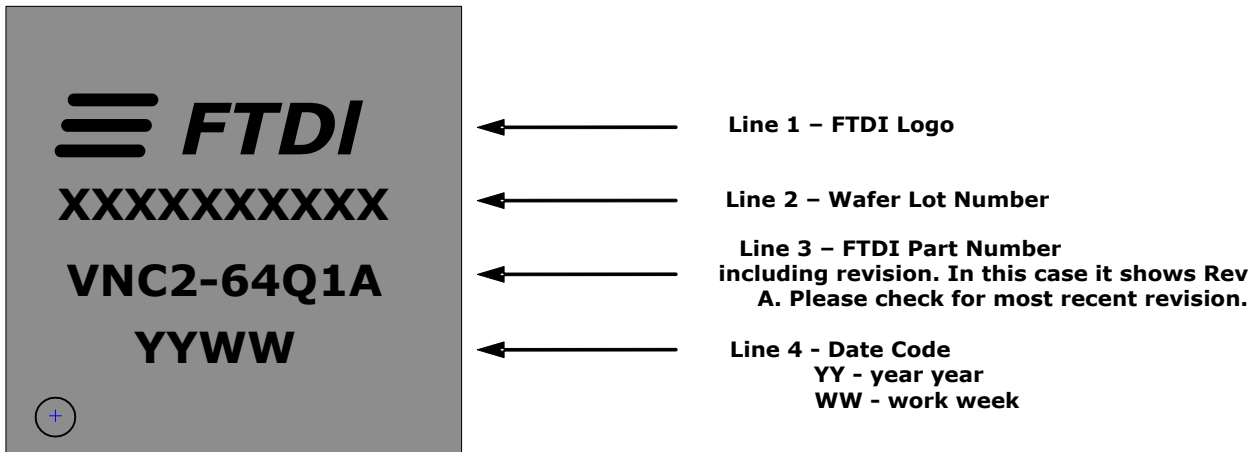 FTDI
Line 1 – FTDI Logo
XXXXXXXXXX
Line 2 – Wafer Lot Number
VNC2-64Q1A
Line 3 – FTDI Part Number
including revision. In this case it shows Rev
A. Please check for most recent revision.
YYWW
Line 4 - Date Code
YY - year year
WW - work week